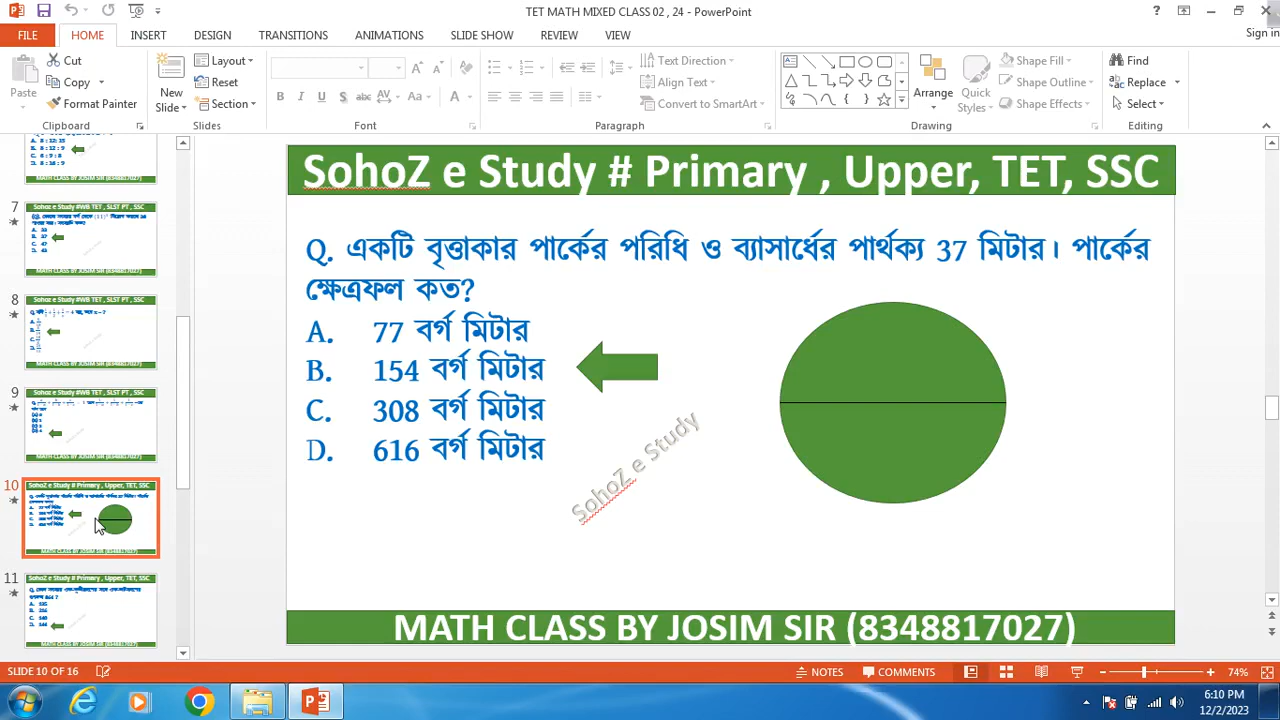 TET MATH MIXED CLASS 02 , 24 - PowerPoint
Sign in
FILE HOME INSERT DESIGN TRANSITIONS ANIMATIONS SLIDE SHOW REVIEW VIEW
Paste Cut Copy Format Painter
Clipboard
New Slide Layout Reset Section
Slides
Font
Text Direction Align Text Convert to SmartArt
Paragraph
Arrange Quick Styles Shape Fill Shape Outline Shape Effects
Drawing
Find Replace Select
Editing
7
8
9
10
11
SohoZ e Study # Primary , Upper, TET, SSC
Q. একটি বৃত্তাকার পার্কের পরিধি ও ব্যাসার্ধের পার্থক্য 37 মিটার। পার্কের
ক্ষেত্রফল কত?
A. 77 বর্গ মিটার
B. 154 বর্গ মিটার
C. 308 বর্গ মিটার
D. 616 বর্গ মিটার
SohoZ e Study
MATH CLASS BY JOSIM SIR (8348817027)
SLIDE 10 OF 16
NOTES COMMENTS 74%
6:10 PM
12/2/2023